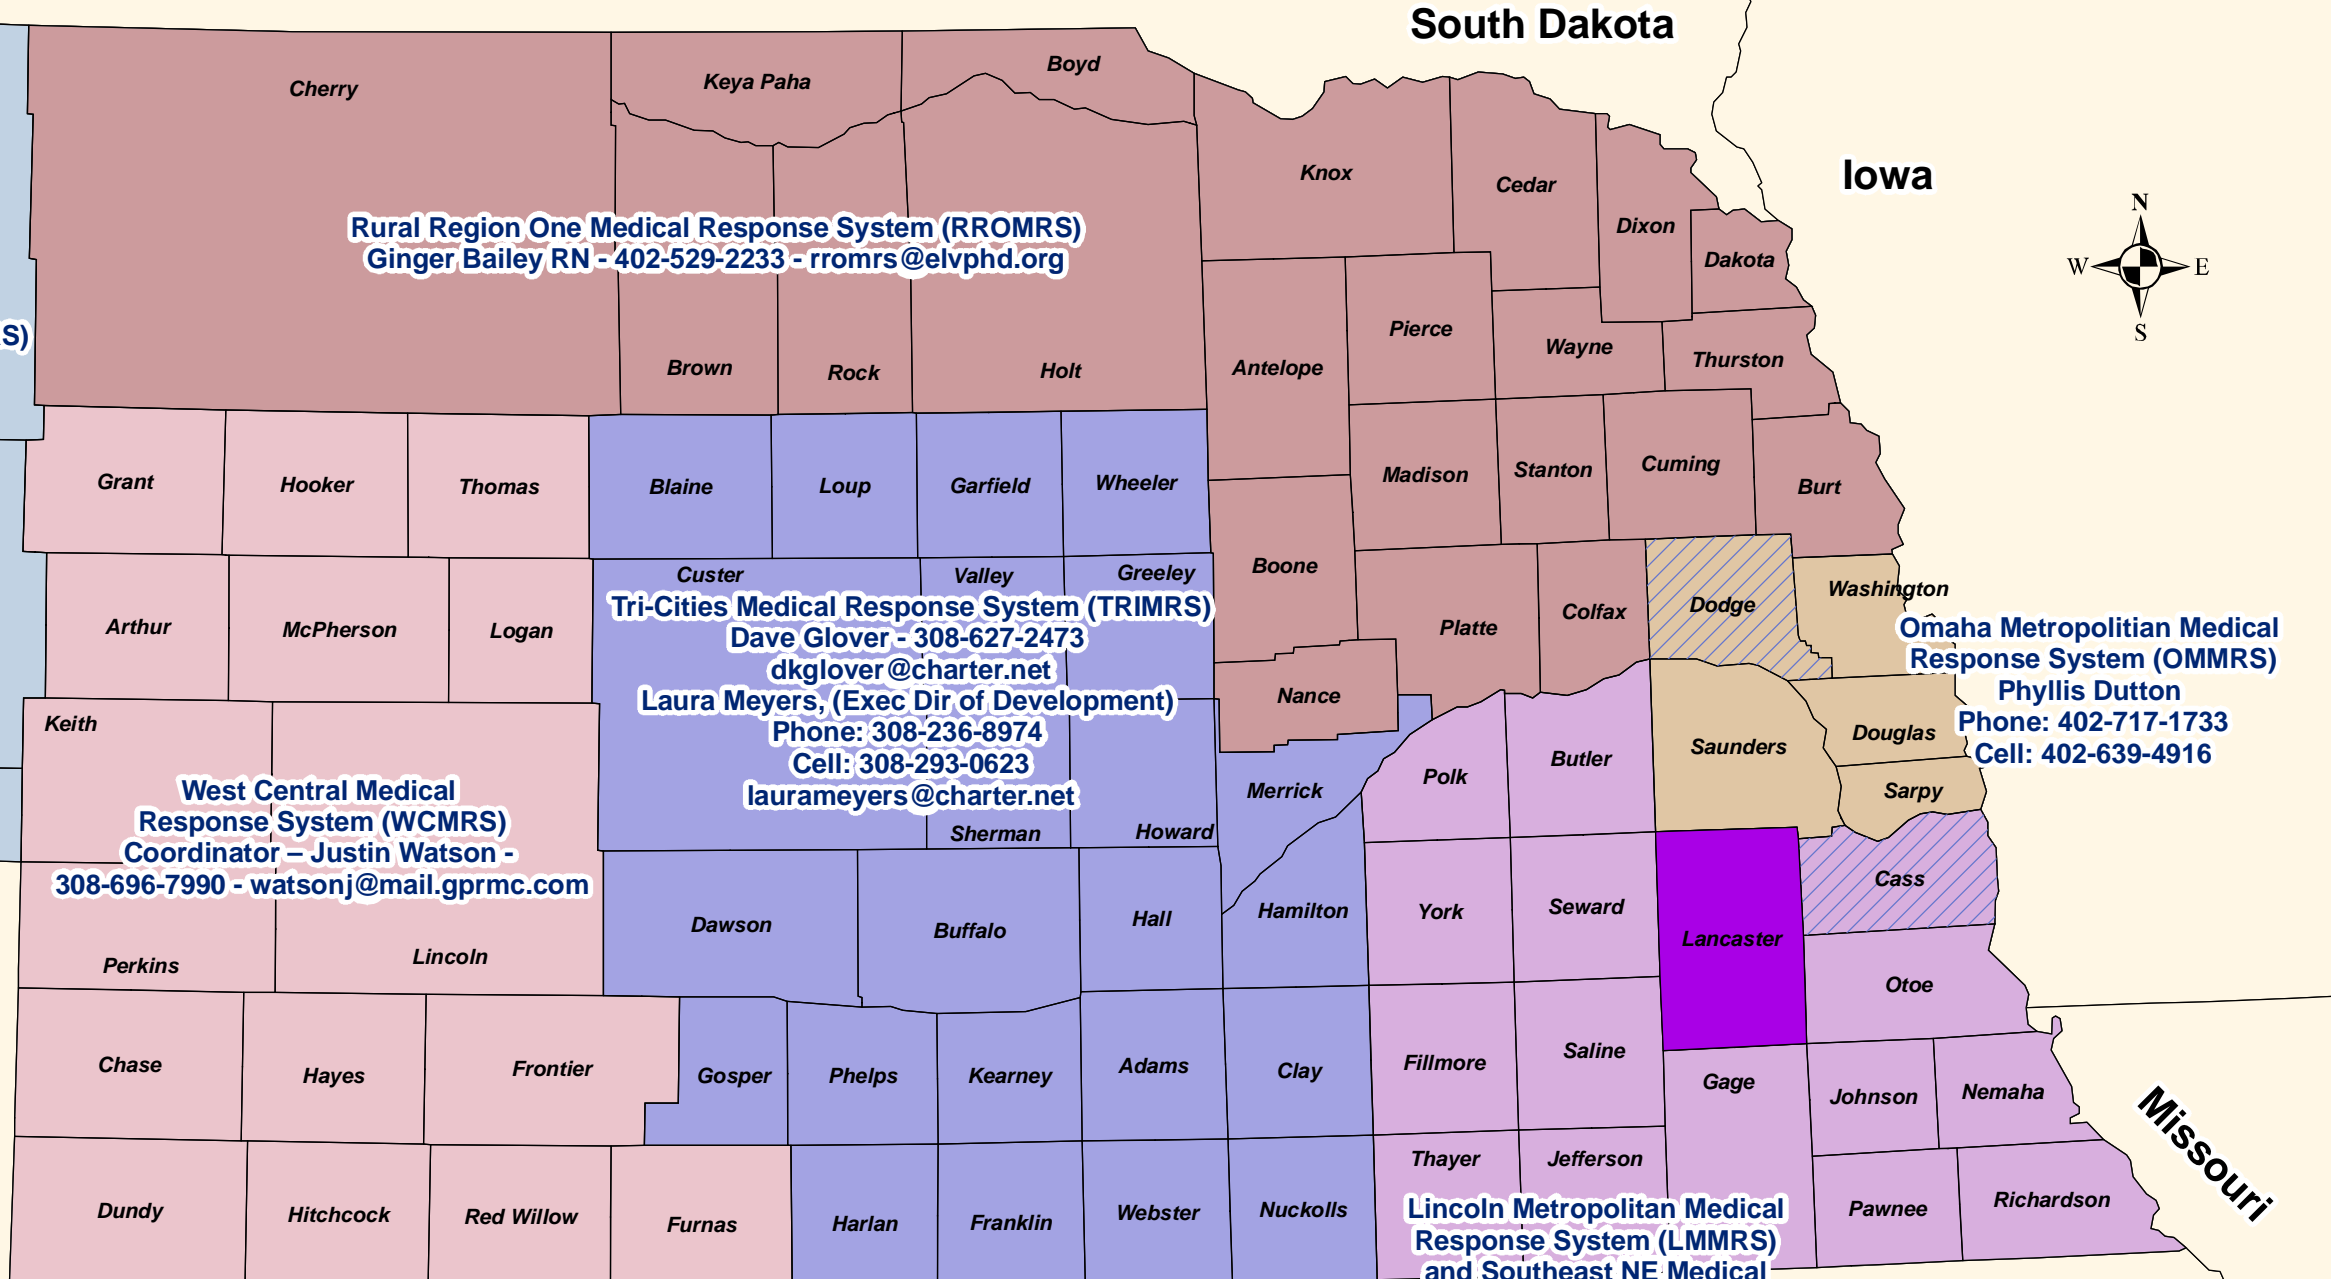 South Dakota
Boyd
Keya Paha
Cherry
Knox
Iowa
Cedar
N
Rural Region One Medical Response System (RROMRS)
Ginger Bailey RN - 402-529-2233 - rromrs@elvphd.org
Dixon
Dakota
W
E
S
S)
Pierce
Wayne
Thurston
Brown
Rock
Holt
Antelope
Grant
Hooker
Thomas
Blaine
Loup
Garfield
Wheeler
Madison
Stanton
Cuming
Burt
Custer
Valley
Greeley
Boone
Washington
Arthur
McPherson
Logan
Tri-Cities Medical Response System (TRIMRS)
Dave Glover - 308-627-2473
dkglover@charter.net
Laura Meyers, (Exec Dir of Development)
Phone: 308-236-8974
Cell: 308-293-0623
laurameyers@charter.net
Platte
Colfax
Dodge
Omaha Metropolitian Medical
Response System (OMMRS)
Phyllis Dutton
Phone: 402-717-1733
Cell: 402-639-4916
Nance
Keith
Saunders
Douglas
Polk
Butler
Merrick
Sarpy
West Central Medical
Response System (WCMRS)
Coordinator – Justin Watson -
308-696-7990 - watsonj@mail.gprmc.com
Sherman
Howard
Cass
Dawson
Buffalo
Hall
Hamilton
York
Seward
Lancaster
Perkins
Lincoln
Otoe
Chase
Hayes
Frontier
Gosper
Phelps
Kearney
Adams
Clay
Fillmore
Saline
Gage
Johnson
Nemaha
Missouri
Thayer
Jefferson
Dundy
Hitchcock
Red Willow
Furnas
Harlan
Franklin
Webster
Nuckolls
Pawnee
Richardson
Lincoln Metropolitan Medical
Response System (LMMRS)
and Southeast NE Medical